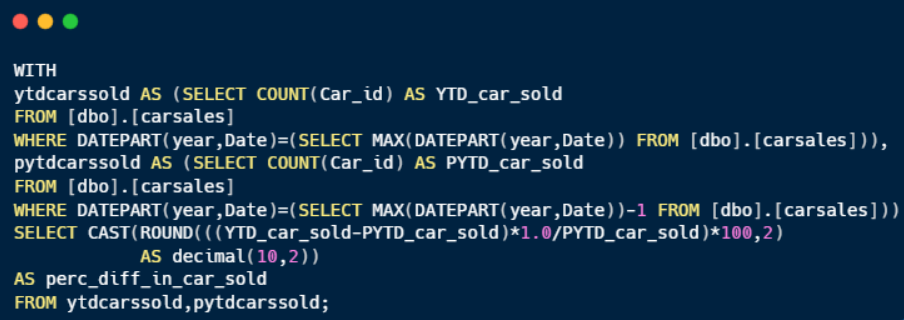 WITH
ytdcarssold AS (SELECT COUNT(Car_id) AS YTD_car_sold
FROM [dbo].[carsales]
WHERE DATEPART(year,Date)=(SELECT MAX(DATEPART(year,Date)) FROM [dbo].[carsales])),
pytdcarssold AS (SELECT COUNT(Car_id) AS PYTD_car_sold
FROM [dbo].[carsales]
WHERE DATEPART(year,Date)=(SELECT MAX(DATEPART(year,Date))-1 FROM [dbo].[carsales]))
SELECT CAST(ROUND(((YTD_car_sold-PYTD_car_sold)*1.0/PYTD_car_sold)*100,2)
AS decimal(10,2))
AS perc_diff_in_car_sold
FROM ytdcarssold,pytdcarssold;